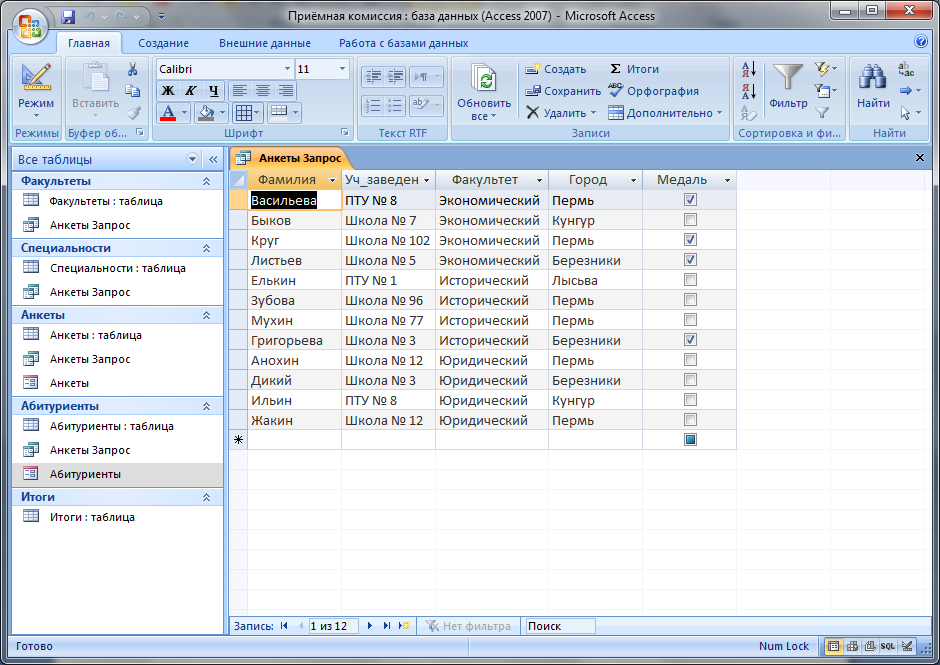 Приёмная комиссия : база данных (Access 2007) - Microsoft Access
Главная Создание Внешние данные Работа с базами данных
Режим
Режимы
Вставить
Буфер об...
Calibri 11
Ж К Ч
А
Шрифт
Текст RTF
Обновить все
Создать
Сохранить
Удалить
Σ Итоги
Орфография
Дополнительно
Записи
Фильтр
Сортировка и фи...
Найти
Найти
Все таблицы
Факультеты
Факультеты : таблица
Анкеты Запрос
Специальности
Специальности : таблица
Анкеты Запрос
Анкеты
Анкеты : таблица
Анкеты Запрос
Анкеты
Абитуриенты
Абитуриенты : таблица
Анкеты Запрос
Абитуриенты
Итоги
Итоги : таблица
Анкеты Запрос
Фамилия Уч_заведен Факультет Город Медаль
Васильева ПТУ № 8 Экономический Пермь
Быков Школа № 7 Экономический Кунгур
Круг Школа № 102 Экономический Пермь
Листьев Школа № 5 Экономический Березники
Елькин ПТУ № 1 Исторический Лысьва
Зубова Школа № 96 Исторический Пермь
Мухин Школа № 77 Исторический Пермь
Григорьева Школа № 3 Исторический Березники
Анохин Школа № 12 Юридический Пермь
Дикий Школа № 3 Юридический Березники
Ильин ПТУ № 8 Юридический Кунгур
Жакин Школа № 12 Юридический Пермь
Запись: 1 из 12 Нет фильтра Поиск
Готово Num Lock SQL